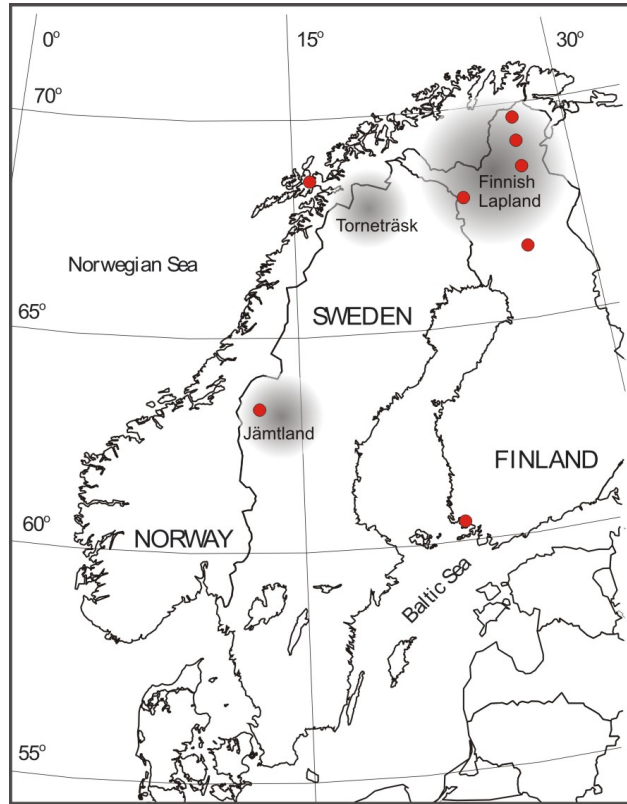 0°
15°
30°
70°
Finnish
Lapland
Torneträsk
Norwegian Sea
SWEDEN
65°
Jämtland
FINLAND
60°
NORWAY
Baltic Sea
55°